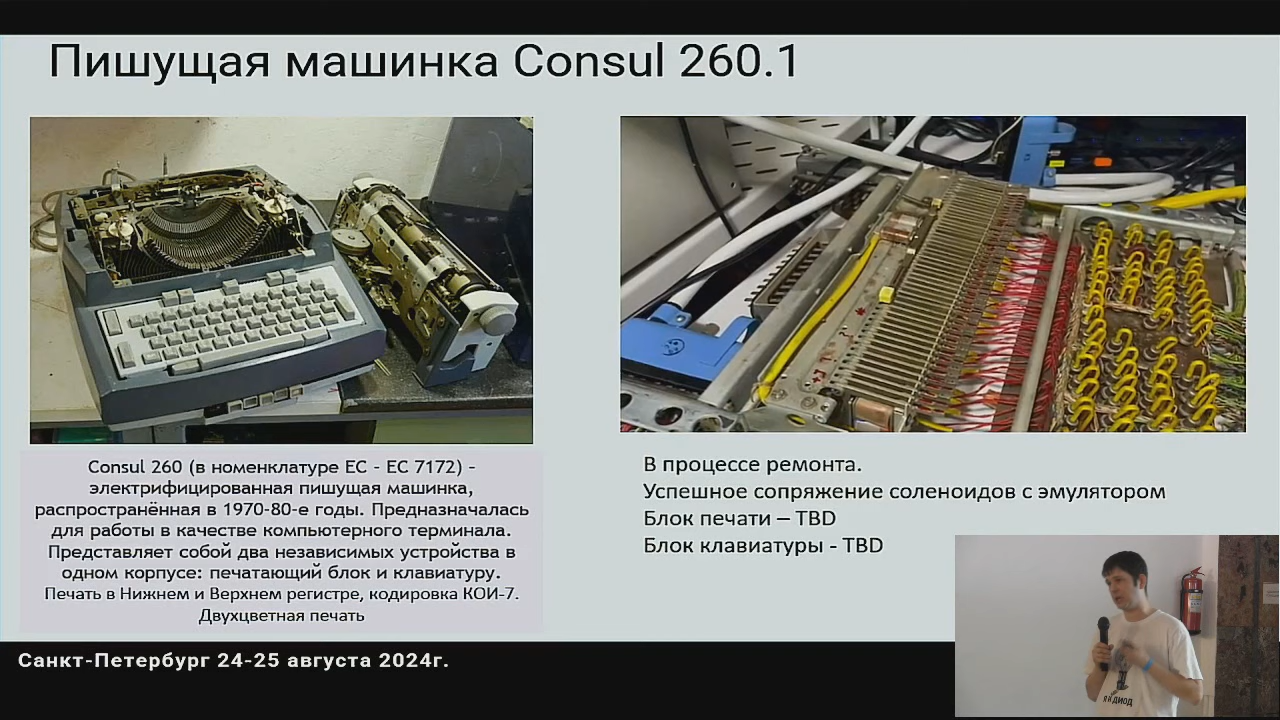 Пишущая машинка Consul 260.1
Consul 260 (в номенклатуре ЕС - ЕС 7172) -
электрифицированная пишущая машинка,
распространённая в 1970-80-е годы. Предназначалась
для работы в качестве компьютерного терминала.
Представляет собой два независимых устройства в
одном корпусе: печатающий блок и клавиатуру.
Печать в Нижнем и Верхнем регистре, кодировка КОИ-7.
Двухцветная печать
В процессе ремонта.
Успешное сопряжение соленоидов с эмулятором
Блок печати – TBD
Блок клавиатуры - TBD
Санкт-Петербург 24-25 августа 2024г.